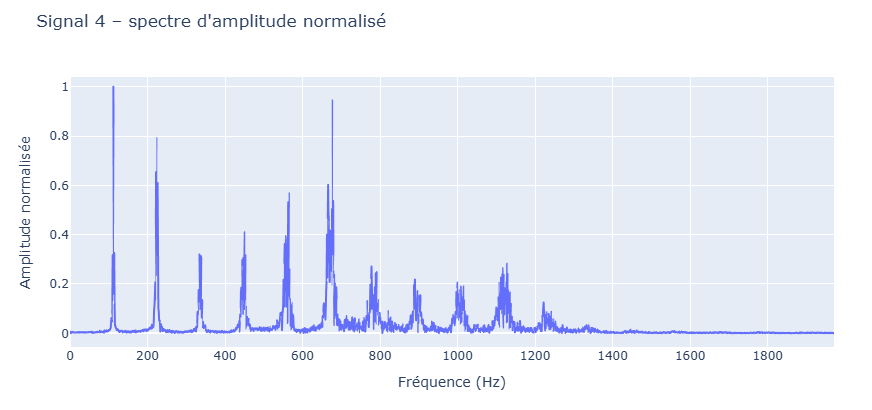 Signal 4 – spectre d'amplitude normalisé
Amplitude normalisée
1
0.8
0.6
0.4
0.2
0
0 200 400 600 800 1000 1200 1400 1600 1800
Fréquence (Hz)